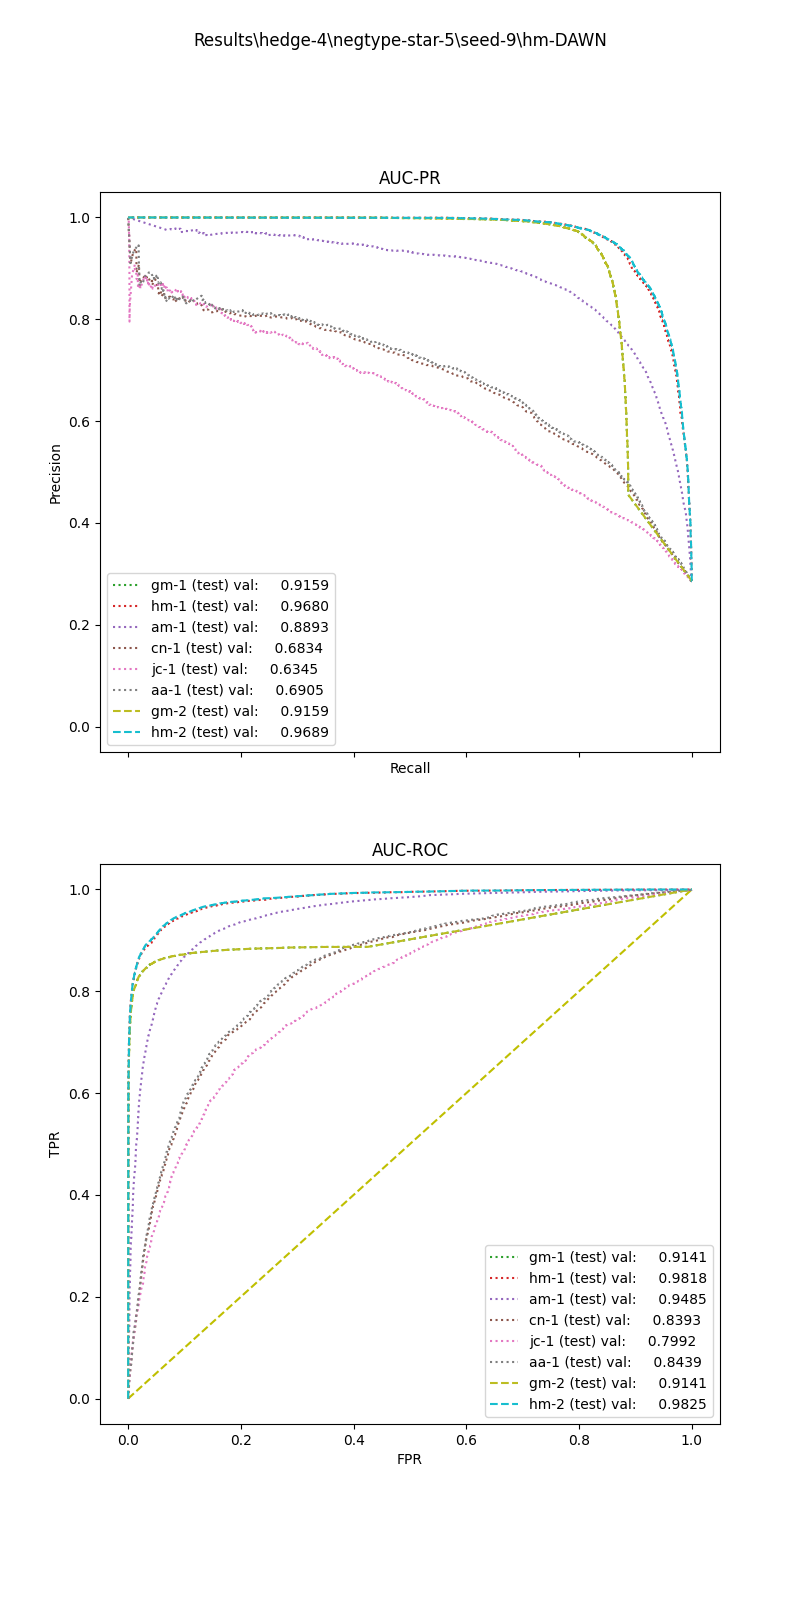 Results\hedge-4\negtype-star-5\seed-9\hm-DAWN
AUC-PR
1.0
0.8
0.6
0.4
0.2
0.0
Precision
gm-1 (test) val: 0.9159
hm-1 (test) val: 0.9680
am-1 (test) val: 0.8893
cn-1 (test) val: 0.6834
jc-1 (test) val: 0.6345
aa-1 (test) val: 0.6905
gm-2 (test) val: 0.9159
hm-2 (test) val: 0.9689
Recall
AUC-ROC
1.0
0.8
0.6
0.4
0.2
0.0
TPR
gm-1 (test) val: 0.9141
hm-1 (test) val: 0.9818
am-1 (test) val: 0.9485
cn-1 (test) val: 0.8393
jc-1 (test) val: 0.7992
aa-1 (test) val: 0.8439
gm-2 (test) val: 0.9141
hm-2 (test) val: 0.9825
0.0 0.2 0.4 0.6 0.8 1.0
FPR